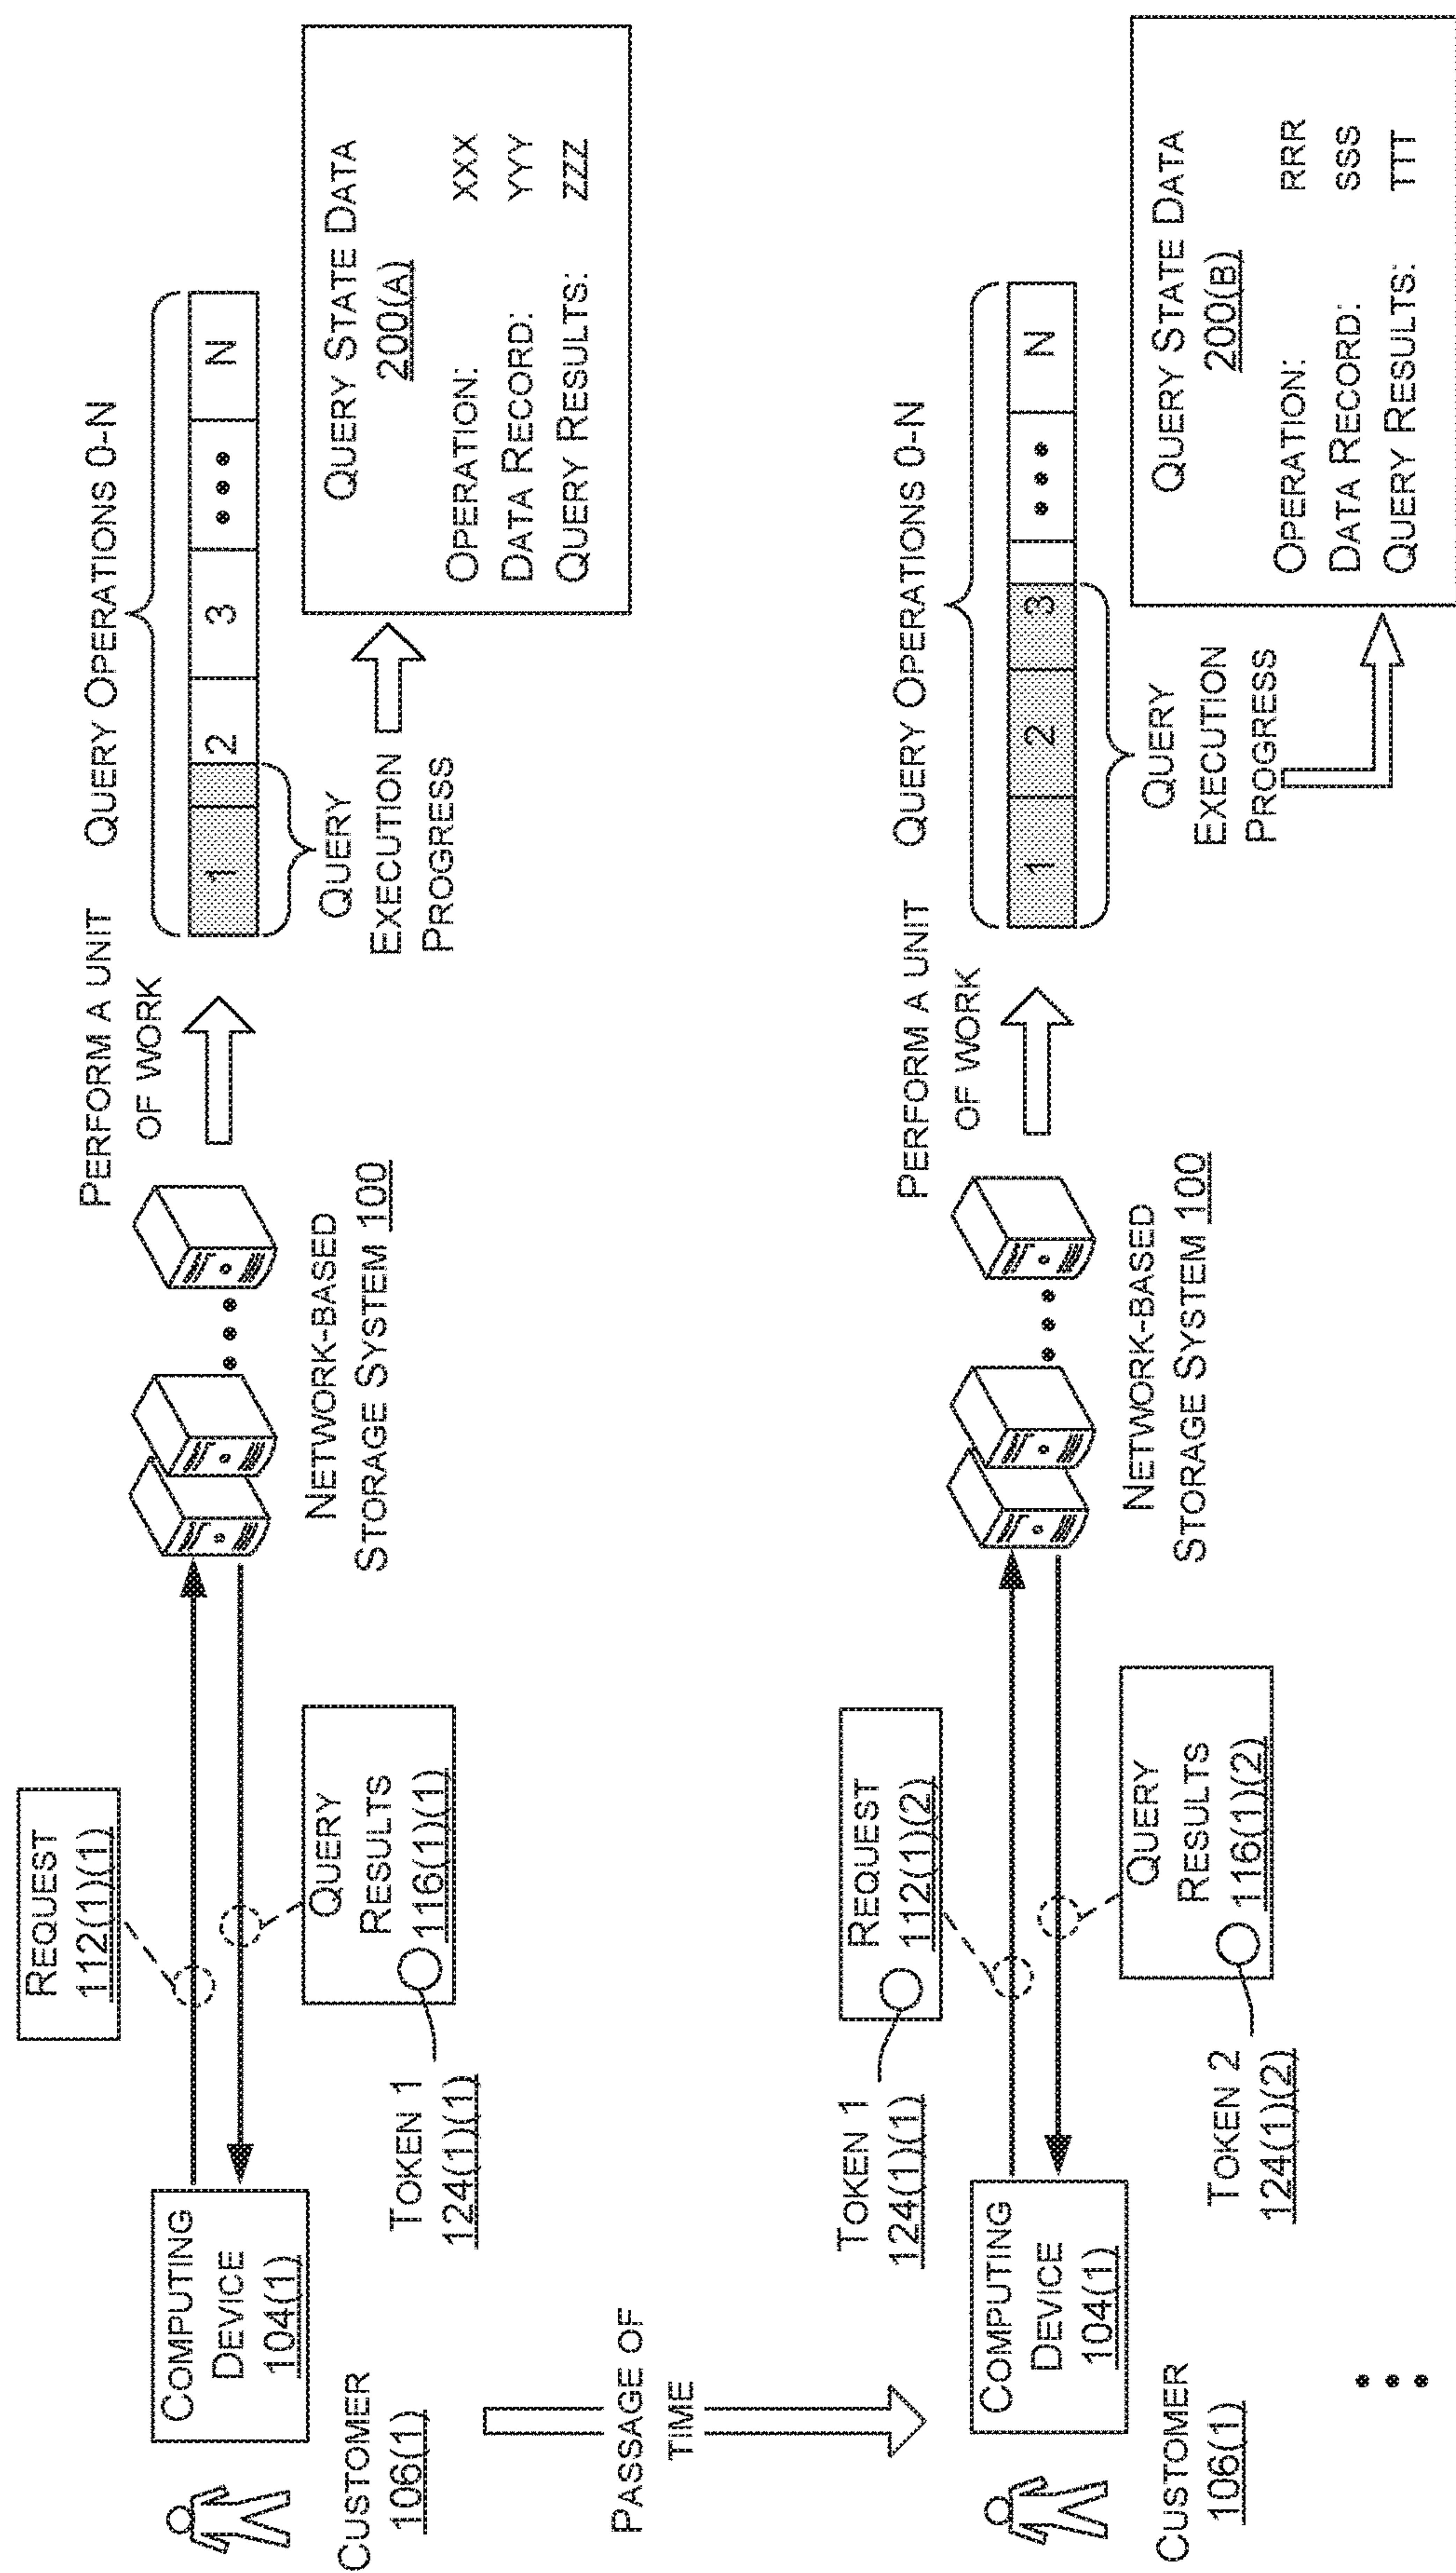 REQUEST
112(1)(1)
COMPUTING
DEVICE
104(1)
CUSTOMER
106(1)
QUERY
RESULTS
116(1)(1)
TOKEN 1
124(1)(1)
NETWORK-BASED
STORAGE SYSTEM 100
PERFORM A UNIT
OF WORK
QUERY OPERATIONS 0-N
1 2 3 ••• N
QUERY
EXECUTION
PROGRESS
QUERY STATE DATA
200(A)
OPERATION: XXX
DATA RECORD: YYY
QUERY RESULTS: ZZZ
PASSAGE OF
TIME
REQUEST
112(1)(2)
TOKEN 1
124(1)(1)
COMPUTING
DEVICE
104(1)
CUSTOMER
106(1)
QUERY
RESULTS
116(1)(2)
TOKEN 2
124(1)(2)
NETWORK-BASED
STORAGE SYSTEM 100
PERFORM A UNIT
OF WORK
QUERY OPERATIONS 0-N
1 2 3 ••• N
QUERY
EXECUTION
PROGRESS
QUERY STATE DATA
200(B)
OPERATION: RRR
DATA RECORD: SSS
QUERY RESULTS: TTT